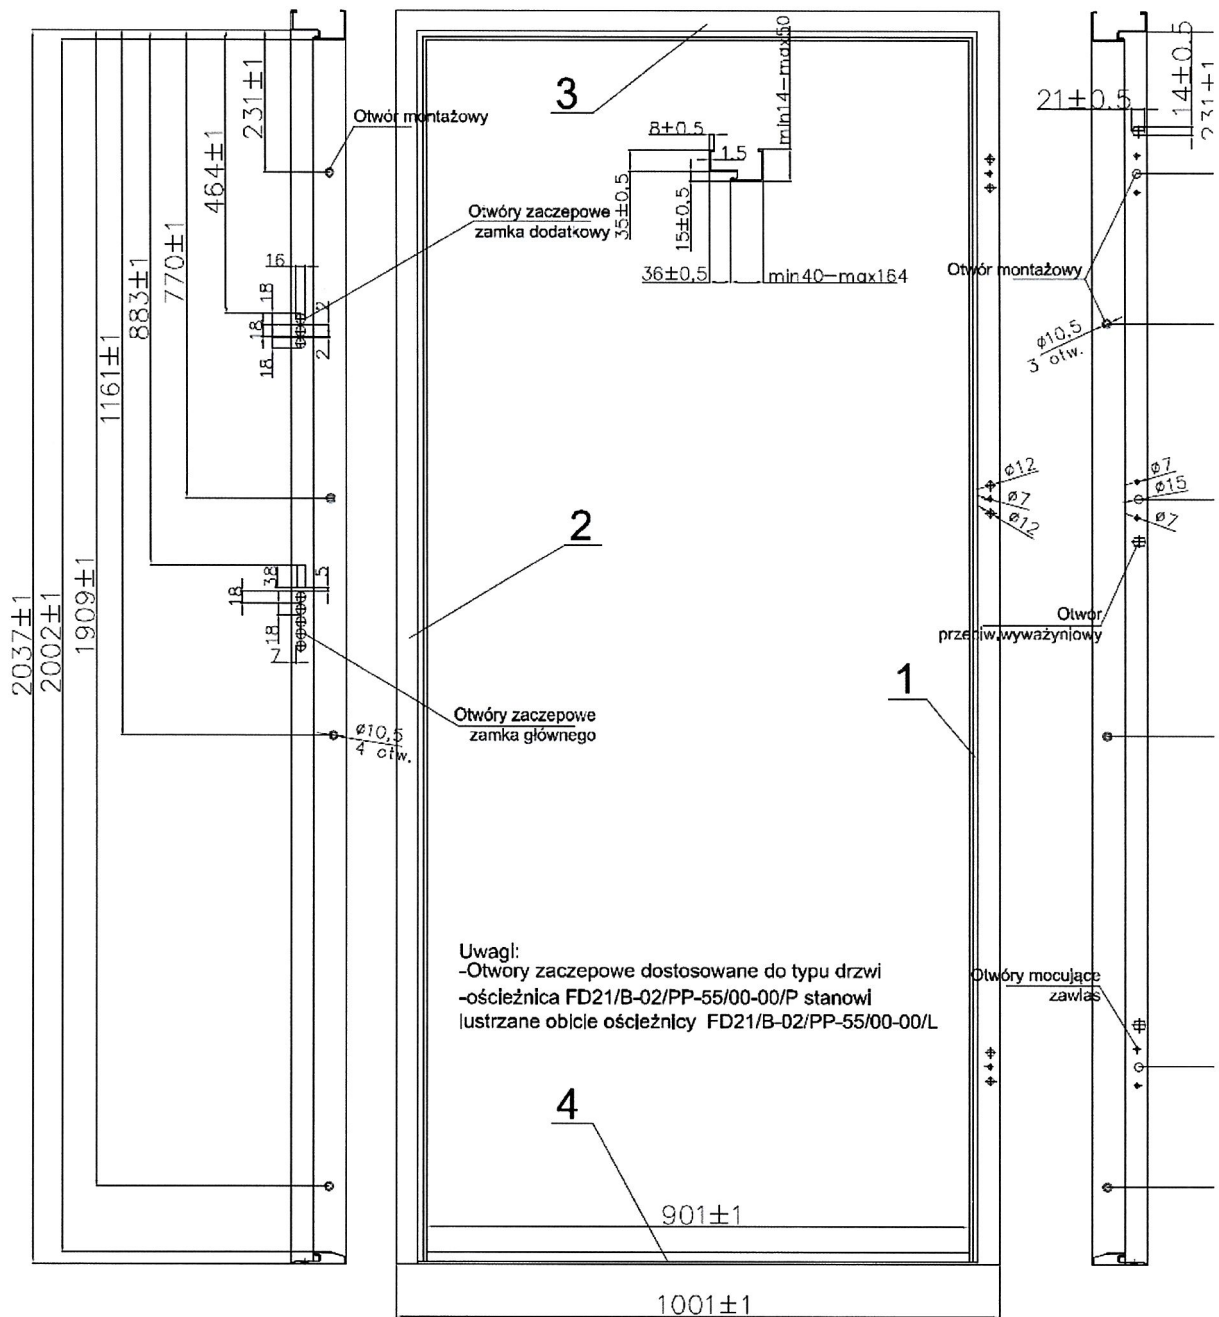 2037±1
2002±1
1909±1
1161±1
883±1
770±1
464±1
231±1
Otwór montażowy
Otwóry zaczepowe
zamka dodatkowy
16
18
2
18
18
2
38
5
18
18
7
Otwóry zaczepowe
zamka głównego
ø10,5
4 otw.
3
8±0.5
1.5
min14-max50
35±0,5
15±0,5
36±0,5
min40-max164
2
1
ø12
ø7
ø12
Uwagi:
-Otwory zaczepowe dostosowane do typu drzwi
-ościeżnica FD21/B-02/PP-55/00-00/P stanowi
lustrzane obicie ościeżnicy FD21/B-02/PP-55/00-00/L
4
901±1
1001±1
21±0.5
14±0.5
231±1
Otwór montażowy
ø10,5
3 otw.
ø7
ø15
ø7
Otwor
przeciw.wyważyniowy
Otwóry mocujące
zawias